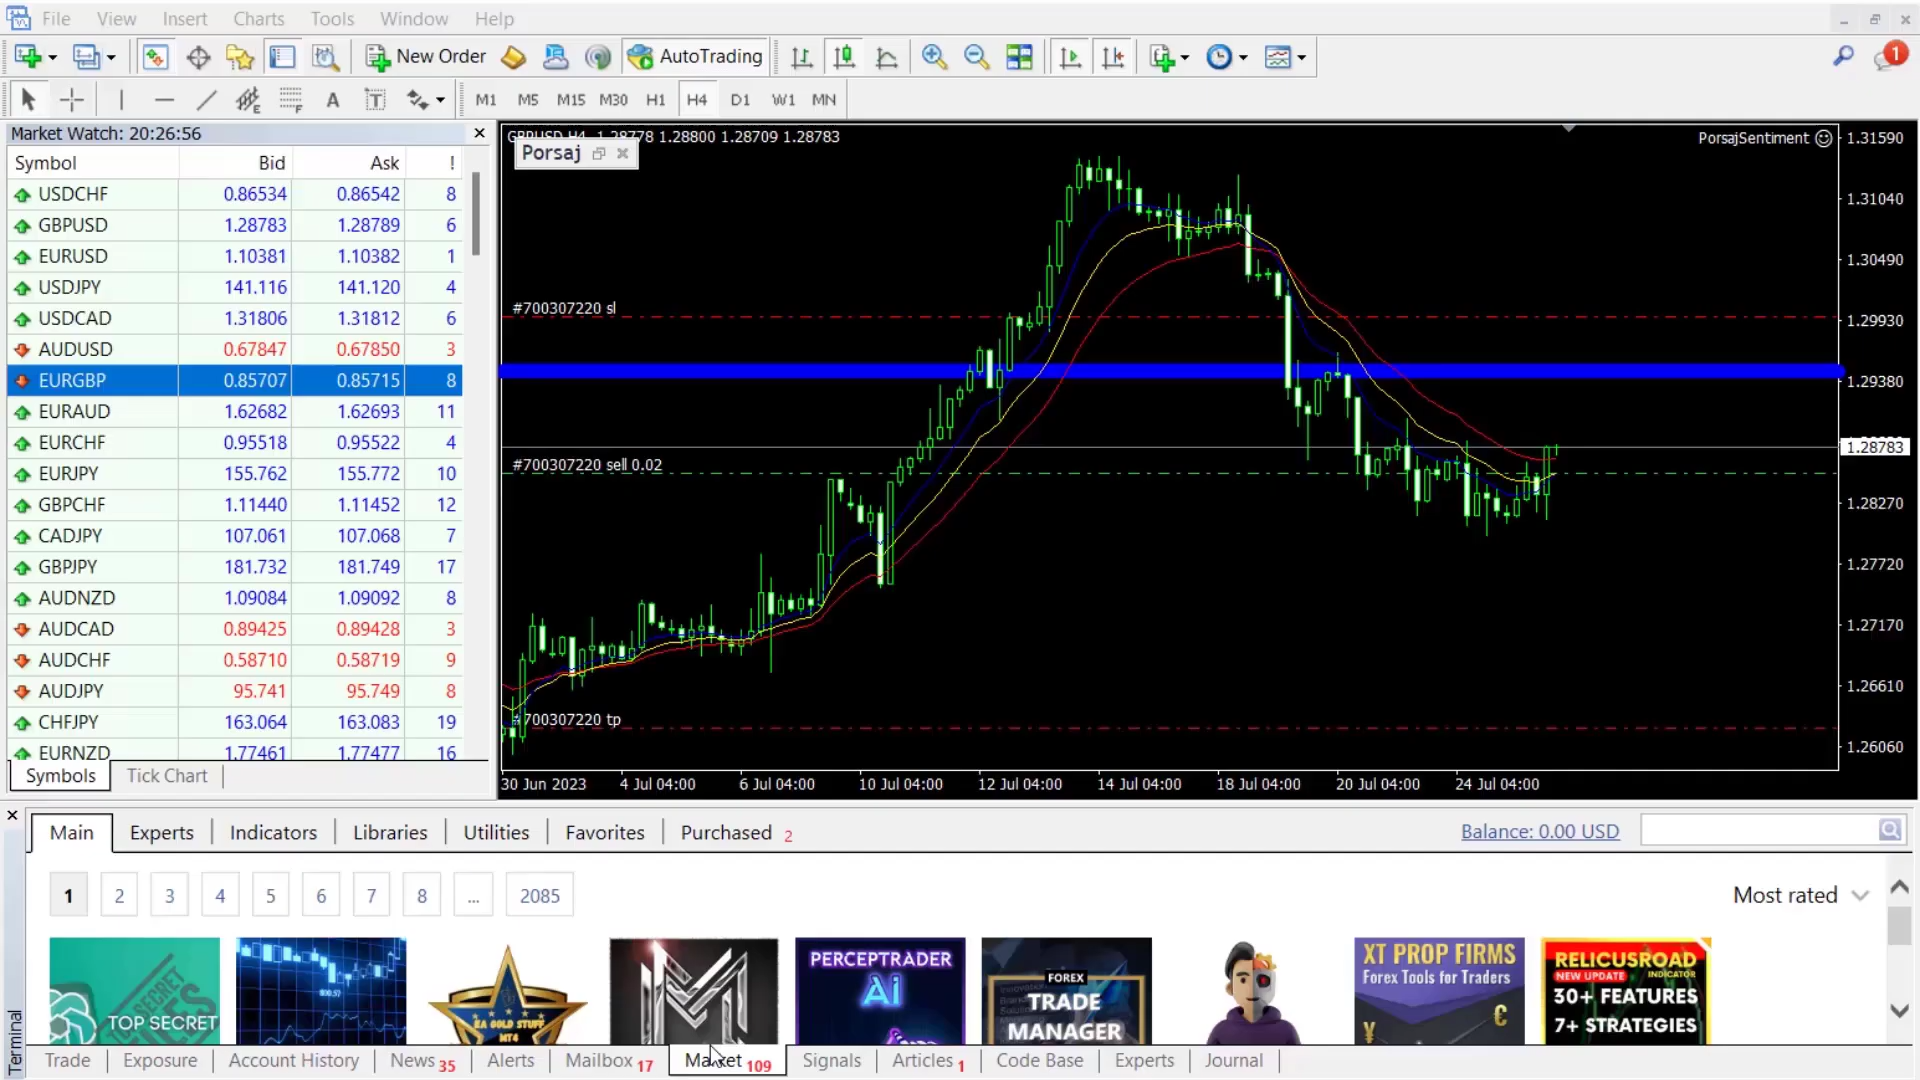 File View Insert Charts Tools Window Help
New Order AutoTrading
A T M1 M5 M15 M30 H1 H4 D1 W1 MN
Market Watch: 20:26:56
Symbol Bid Ask !
USDCHF 0.86534 0.86542 8
GBPUSD 1.28783 1.28789 6
EURUSD 1.10381 1.10382 1
USDJPY 141.116 141.120 4
USDCAD 1.31806 1.31812 6
AUDUSD 0.67847 0.67850 3
EURGBP 0.85707 0.85715 8
EURAUD 1.62682 1.62693 11
EURCHF 0.95518 0.95522 4
EURJPY 155.762 155.772 10
GBPCHF 1.11440 1.11452 12
CADJPY 107.061 107.068 7
GBPJPY 181.732 181.749 17
AUDNZD 1.09084 1.09092 8
AUDCAD 0.89425 0.89428 3
AUDCHF 0.58710 0.58719 9
AUDJPY 95.741 95.749 8
CHFJPY 163.064 163.083 19
EURNZD 1.77461 1.77477 16
Symbols Tick Chart
GBPUSD,H4 1.28778 1.28800 1.28709 1.28783
Porsaj
PorsajSentiment
#700307220 sl
#700307220 sell 0.02
#700307220 tp
1.31590
1.31040
1.30490
1.29930
1.29380
1.28783
1.28270
1.27720
1.27170
1.26610
1.26060
30 Jun 2023 4 Jul 04:00 6 Jul 04:00 10 Jul 04:00 12 Jul 04:00 14 Jul 04:00 18 Jul 04:00 20 Jul 04:00 24 Jul 04:00
Main Experts Indicators Libraries Utilities Favorites Purchased 2 Balance: 0.00 USD
1 2 3 4 5 6 7 8 ... 2085 Most rated
TOP SECRET
EA GOLD STUFF
MT4
PERCEPTRADER
Ai
FOREX
TRADE
MANAGER
XT PROP FIRMS
Forex Tools for Traders
RELICUSROAD
NEW UPDATE INDICATOR
30+ FEATURES
7+ STRATEGIES
Terminal
Trade Exposure Account History News 35 Alerts Mailbox 17 Market 109 Signals Articles 1 Code Base Experts Journal